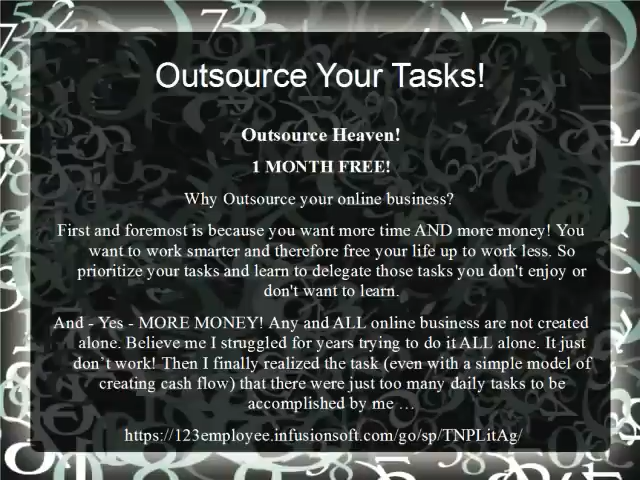 Outsource Your Tasks!
Outsource Heaven!
1 MONTH FREE!
Why Outsource your online business?
First and foremost is because you want more time AND more money! You
want to work smarter and therefore free your life up to work less. So
prioritize your tasks and learn to delegate those tasks you don't enjoy or
don't want to learn.
And - Yes - MORE MONEY! Any and ALL online business are not created
alone. Believe me I struggled for years trying to do it ALL alone. It just
don’t work! Then I finally realized the task (even with a simple model of
creating cash flow) that there were just too many daily tasks to be
accomplished by me …
https://123employee.infusionsoft.com/go/sp/TNPLitAg/